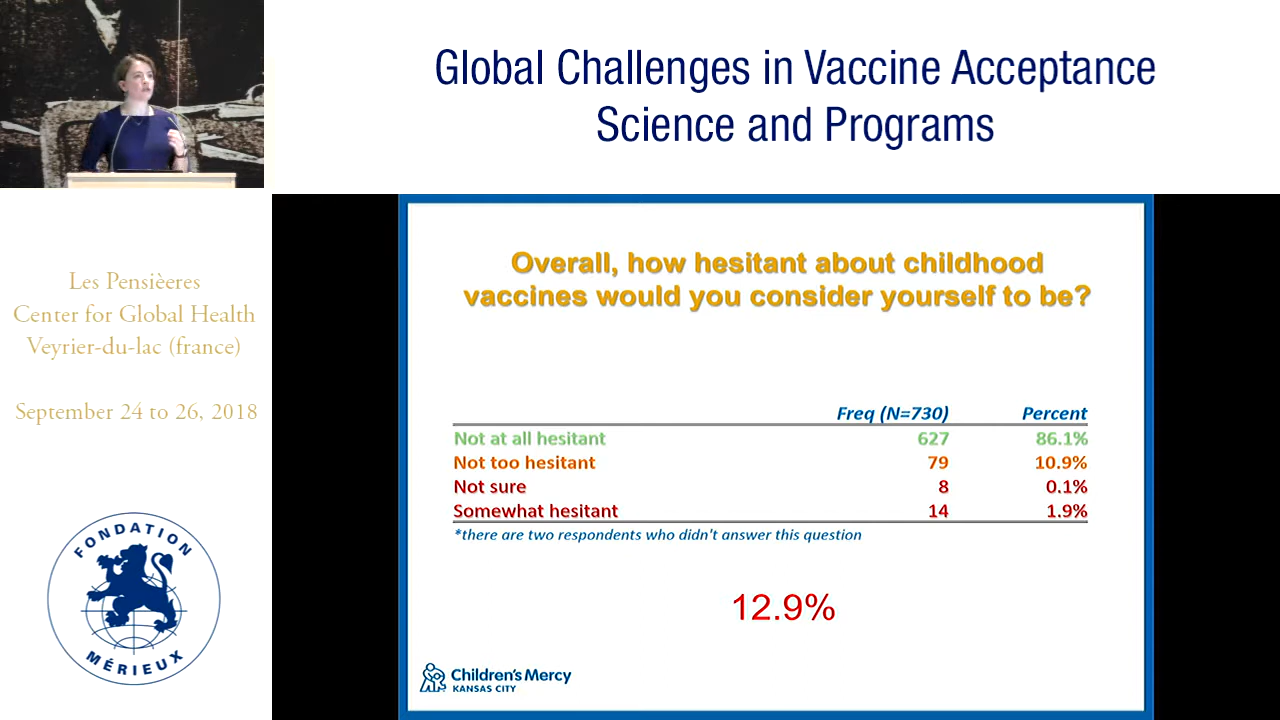 Global Challenges in Vaccine Acceptance
Science and Programs
Les Pensièeres
Center for Global Health
Veyrier-du-lac (france)
September 24 to 26, 2018
FONDATION
MÉRIEUX
Overall, how hesitant about childhood
vaccines would you consider yourself to be?
Freq (N=730) Percent
Not at all hesitant 627 86.1%
Not too hesitant 79 10.9%
Not sure 8 0.1%
Somewhat hesitant 14 1.9%
*there are two respondents who didn't answer this question
12.9%
Children's Mercy
KANSAS CITY